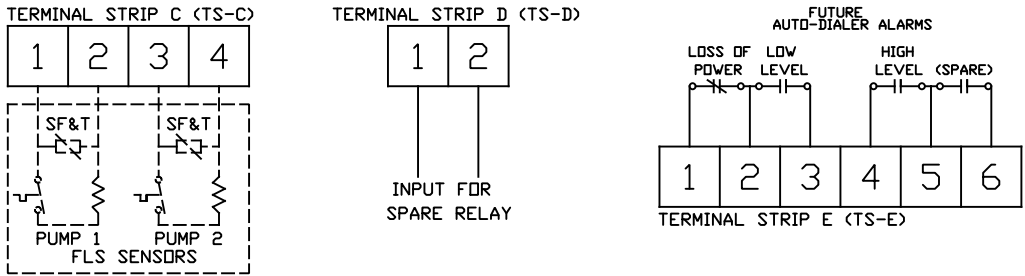 TERMINAL STRIP C (TS-C)
1 2 3 4
SF&T SF&T
PUMP 1 PUMP 2
FLS SENSORS
TERMINAL STRIP D (TS-D)
1 2
INPUT FOR
SPARE RELAY
FUTURE
AUTO-DIALER ALARMS
LOSS OF
POWER
LOW
LEVEL
HIGH
LEVEL
(SPARE)
1 2 3 4 5 6
TERMINAL STRIP E (TS-E)